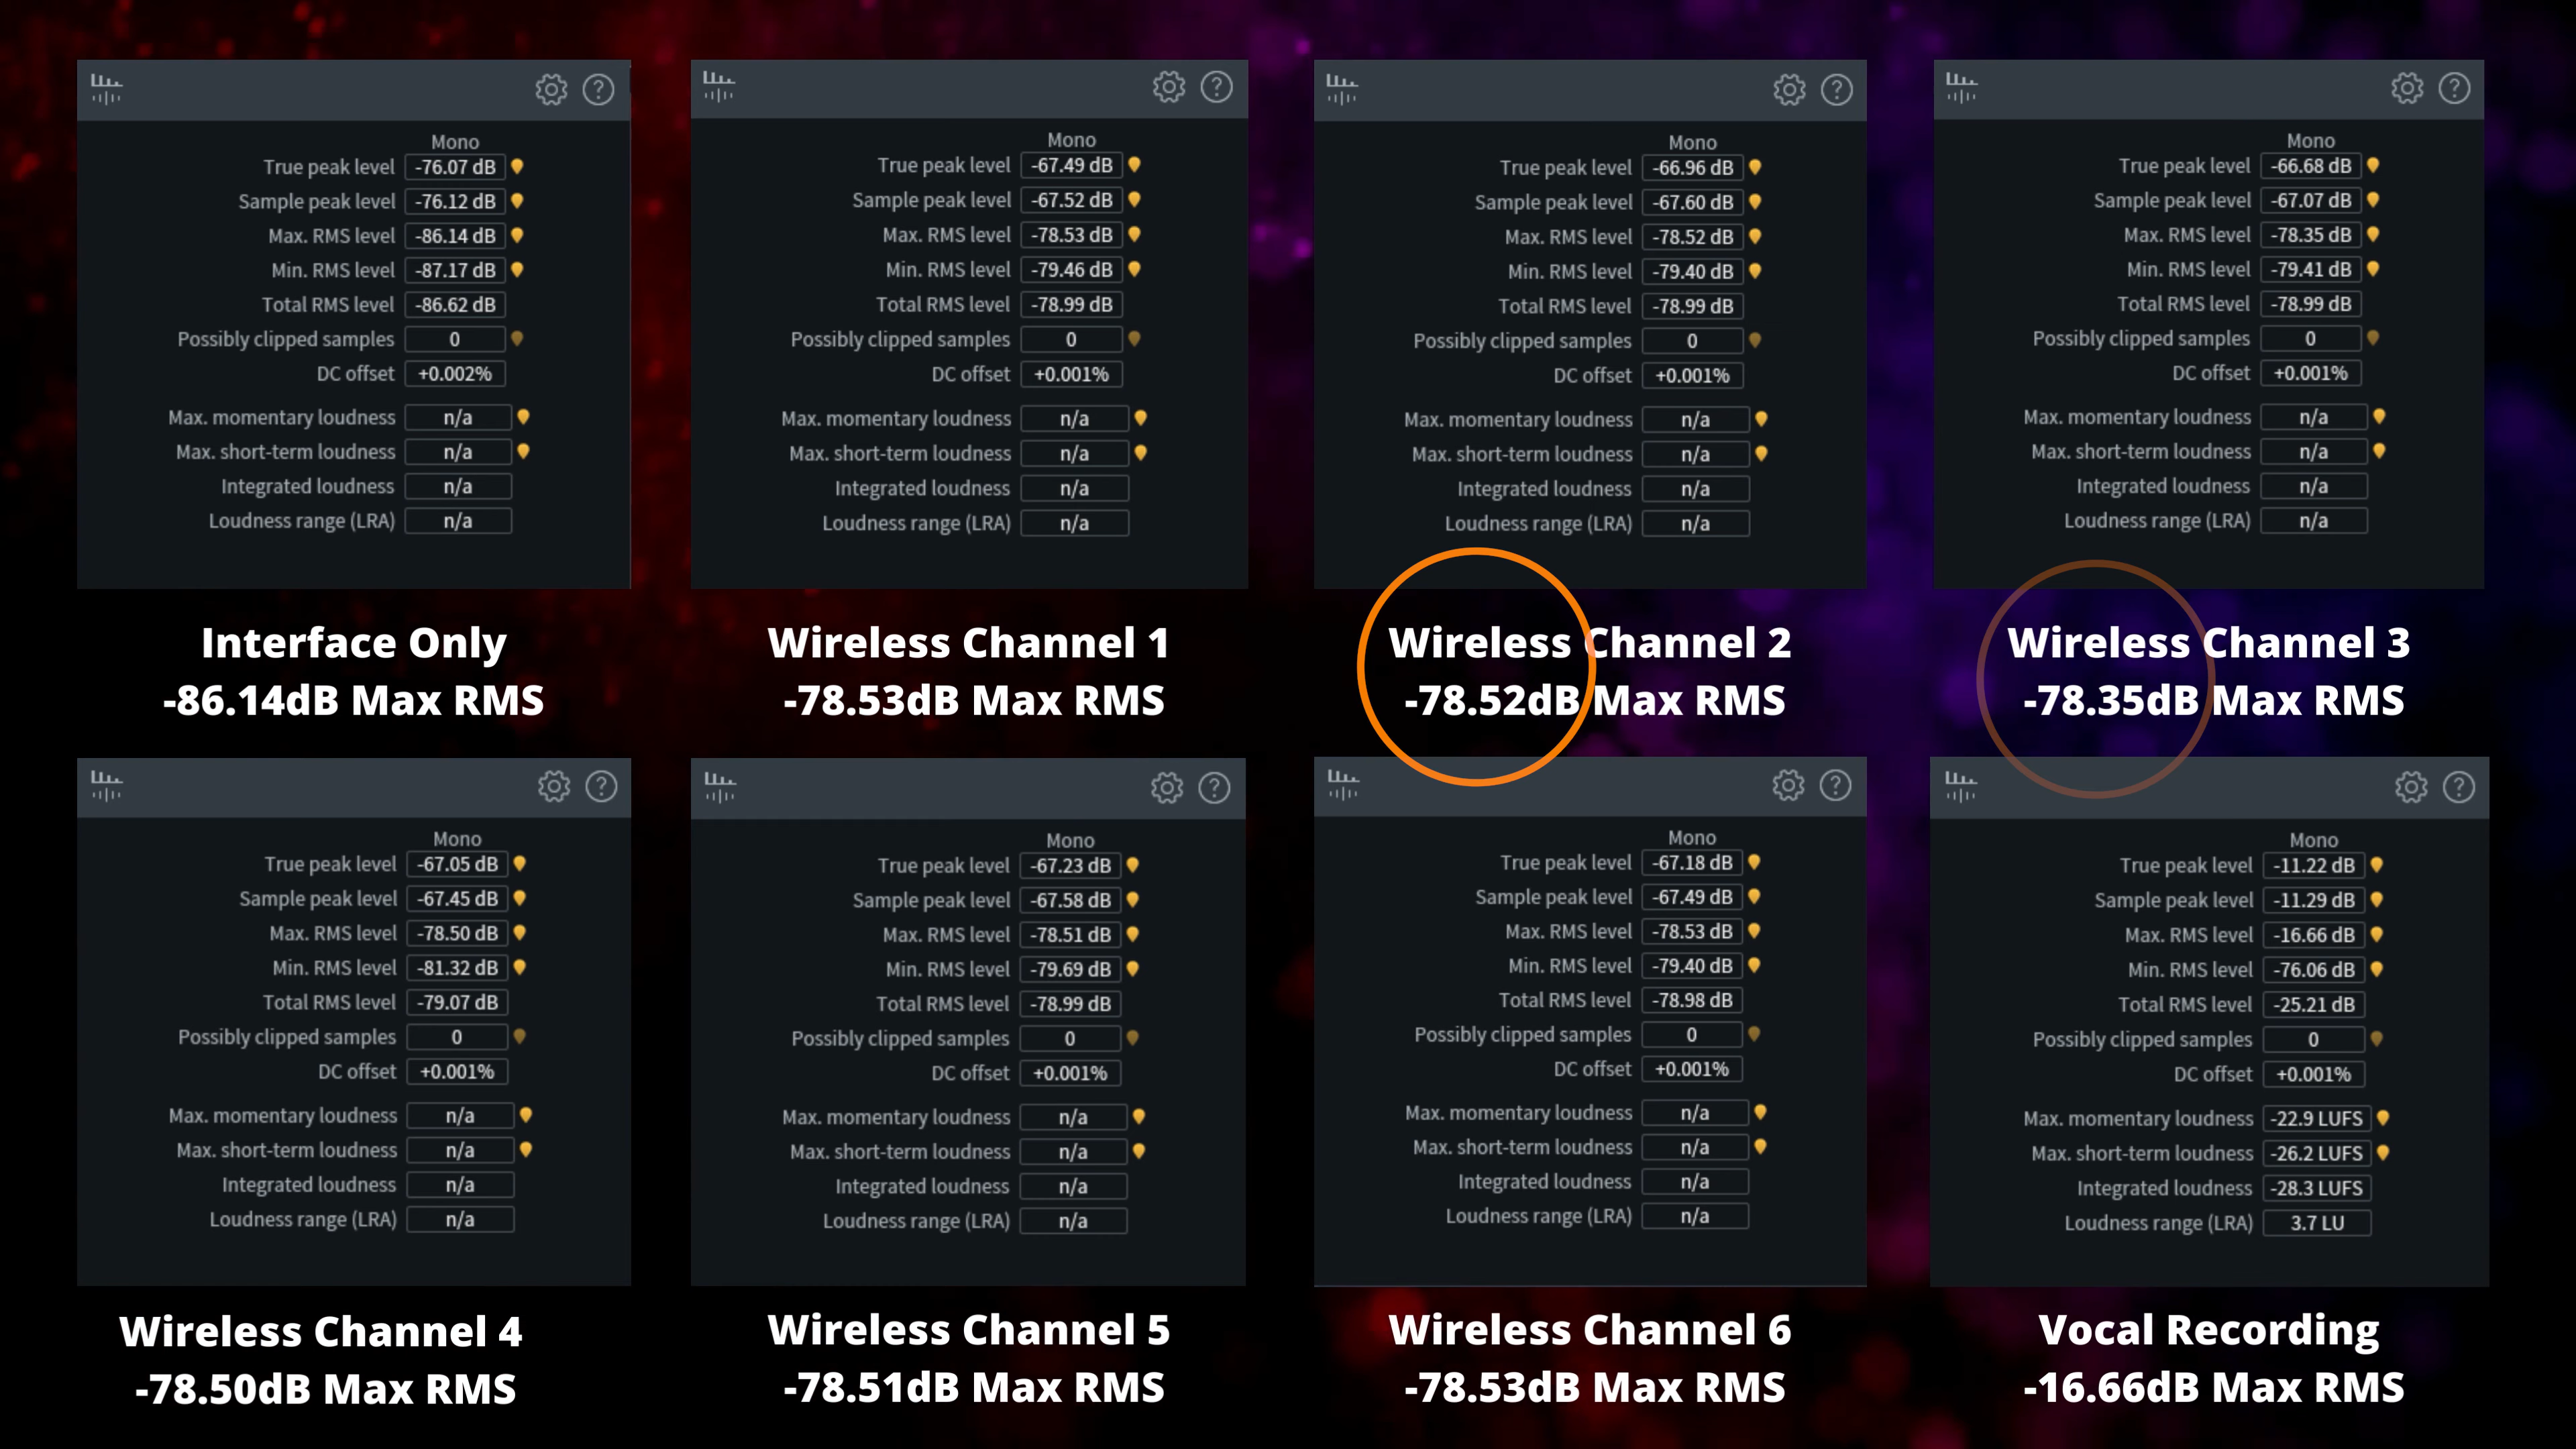 Mono
True peak level -76.07 dB
Sample peak level -76.12 dB
Max. RMS level -86.14 dB
Min. RMS level -87.17 dB
Total RMS level -86.62 dB
Possibly clipped samples 0
DC offset +0.002%
Max. momentary loudness n/a
Max. short-term loudness n/a
Integrated loudness n/a
Loudness range (LRA) n/a
Interface Only
-86.14dB Max RMS
Mono
True peak level -67.49 dB
Sample peak level -67.52 dB
Max. RMS level -78.53 dB
Min. RMS level -79.46 dB
Total RMS level -78.99 dB
Possibly clipped samples 0
DC offset +0.001%
Max. momentary loudness n/a
Max. short-term loudness n/a
Integrated loudness n/a
Loudness range (LRA) n/a
Wireless Channel 1
-78.53dB Max RMS
Mono
True peak level -66.96 dB
Sample peak level -67.60 dB
Max. RMS level -78.52 dB
Min. RMS level -79.40 dB
Total RMS level -78.99 dB
Possibly clipped samples 0
DC offset +0.001%
Max. momentary loudness n/a
Max. short-term loudness n/a
Integrated loudness n/a
Loudness range (LRA) n/a
Wireless Channel 2
-78.52dB Max RMS
Mono
True peak level -66.68 dB
Sample peak level -67.07 dB
Max. RMS level -78.35 dB
Min. RMS level -79.41 dB
Total RMS level -78.99 dB
Possibly clipped samples 0
DC offset +0.001%
Max. momentary loudness n/a
Max. short-term loudness n/a
Integrated loudness n/a
Loudness range (LRA) n/a
Wireless Channel 3
-78.35dB Max RMS
Mono
True peak level -67.05 dB
Sample peak level -67.45 dB
Max. RMS level -78.50 dB
Min. RMS level -81.32 dB
Total RMS level -79.07 dB
Possibly clipped samples 0
DC offset +0.001%
Max. momentary loudness n/a
Max. short-term loudness n/a
Integrated loudness n/a
Loudness range (LRA) n/a
Wireless Channel 4
-78.50dB Max RMS
Mono
True peak level -67.23 dB
Sample peak level -67.58 dB
Max. RMS level -78.51 dB
Min. RMS level -79.69 dB
Total RMS level -78.99 dB
Possibly clipped samples 0
DC offset +0.001%
Max. momentary loudness n/a
Max. short-term loudness n/a
Integrated loudness n/a
Loudness range (LRA) n/a
Wireless Channel 5
-78.51dB Max RMS
Mono
True peak level -67.18 dB
Sample peak level -67.49 dB
Max. RMS level -78.53 dB
Min. RMS level -79.40 dB
Total RMS level -78.98 dB
Possibly clipped samples 0
DC offset +0.001%
Max. momentary loudness n/a
Max. short-term loudness n/a
Integrated loudness n/a
Loudness range (LRA) n/a
Wireless Channel 6
-78.53dB Max RMS
Mono
True peak level -11.22 dB
Sample peak level -11.29 dB
Max. RMS level -16.66 dB
Min. RMS level -76.06 dB
Total RMS level -25.21 dB
Possibly clipped samples 0
DC offset +0.001%
Max. momentary loudness -22.9 LUFS
Max. short-term loudness -26.2 LUFS
Integrated loudness -28.3 LUFS
Loudness range (LRA) 3.7 LU
Vocal Recording
-16.66dB Max RMS